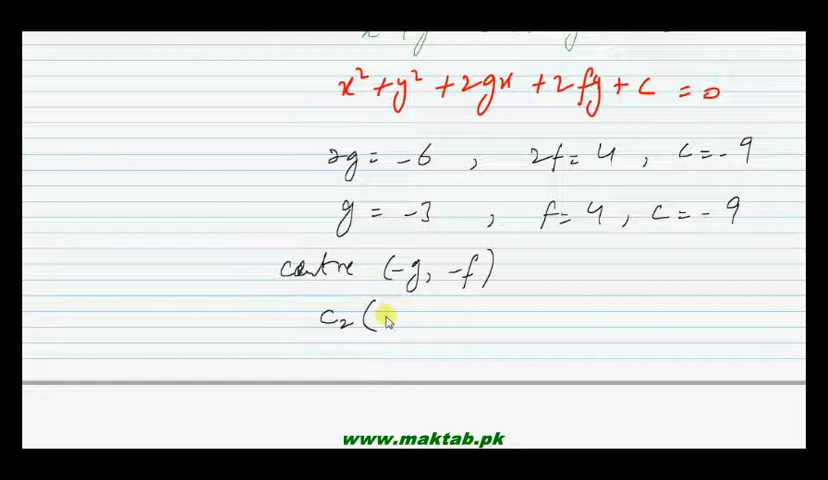 x² + y² + 2gx + 2fy + c = 0
2g = -6 , 2f = 4 , c = -9
g = -3 , f = 4 , c = -9
centre (-g, -f)
c₂ (
www.maktab.pk